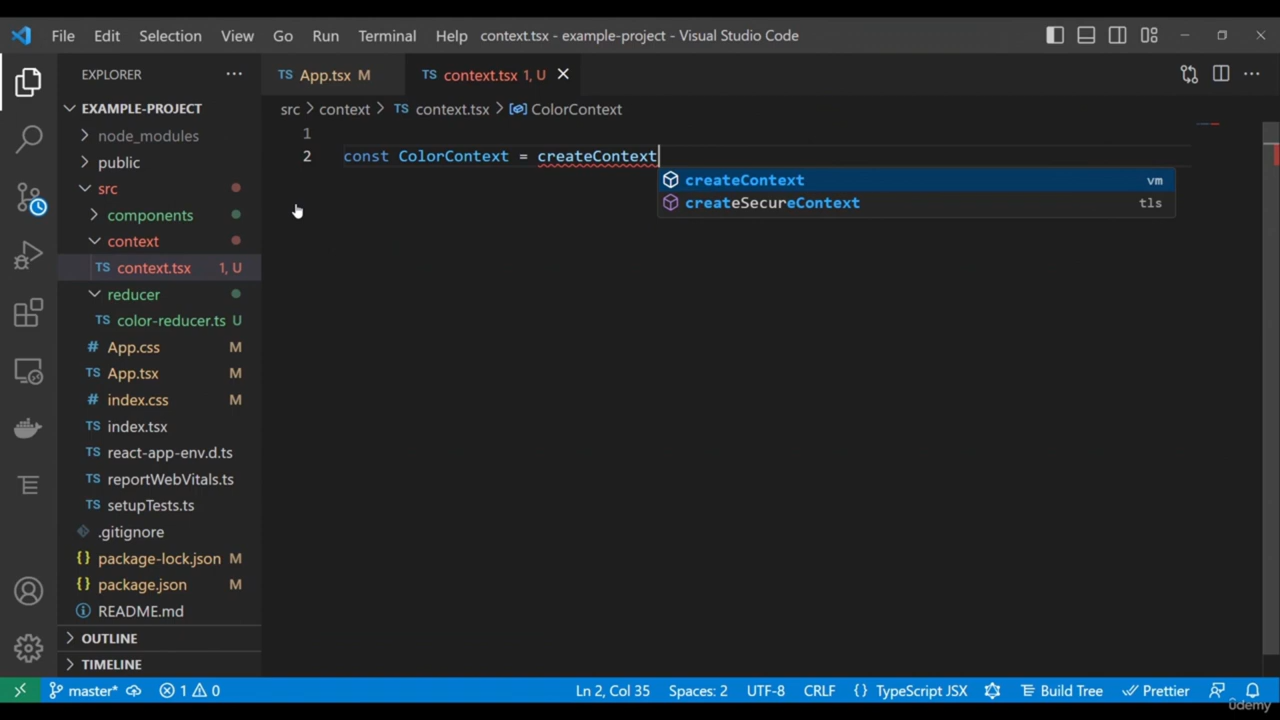 File Edit Selection View Go Run Terminal Help context.tsx - example-project - Visual Studio Code
EXPLORER
EXAMPLE-PROJECT
node_modules
public
src
components
context
TS context.tsx 1, U
reducer
TS color-reducer.ts U
# App.css M
TS App.tsx M
# index.css M
TS index.tsx
TS react-app-env.d.ts
TS reportWebVitals.ts
TS setupTests.ts
.gitignore
{} package-lock.json M
{} package.json M
README.md
OUTLINE
TIMELINE
TS App.tsx M TS context.tsx 1, U
src > context > TS context.tsx > ColorContext
1
2 const ColorContext = createContext
createContext vm
createSecureContext tls
master* 1 0 Ln 2, Col 35 Spaces: 2 UTF-8 CRLF {} TypeScript JSX Build Tree Prettier
ûdemy